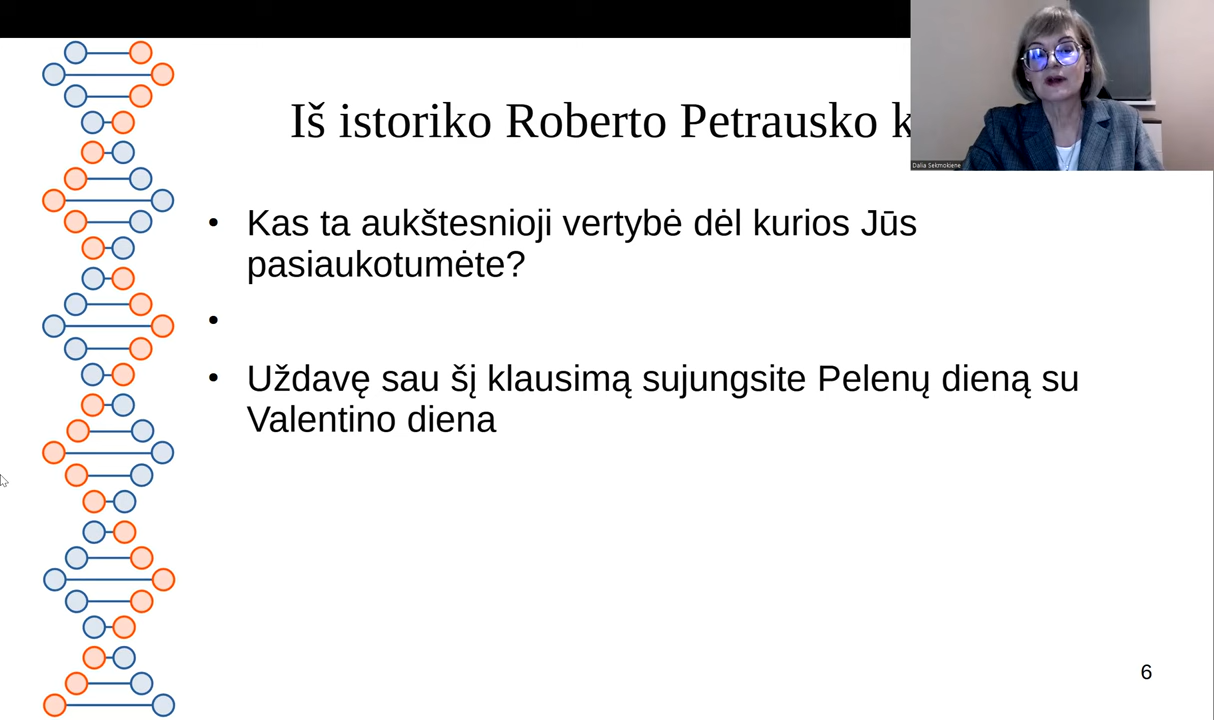 Iš istoriko Roberto Petrausko
Dalia Sekmokiene
• Kas ta aukštesnioji vertybė dėl kurios Jūs
pasiaukotumėte?
•
• Uždavę sau šį klausimą sujungsite Pelenų dieną su
Valentino diena
6